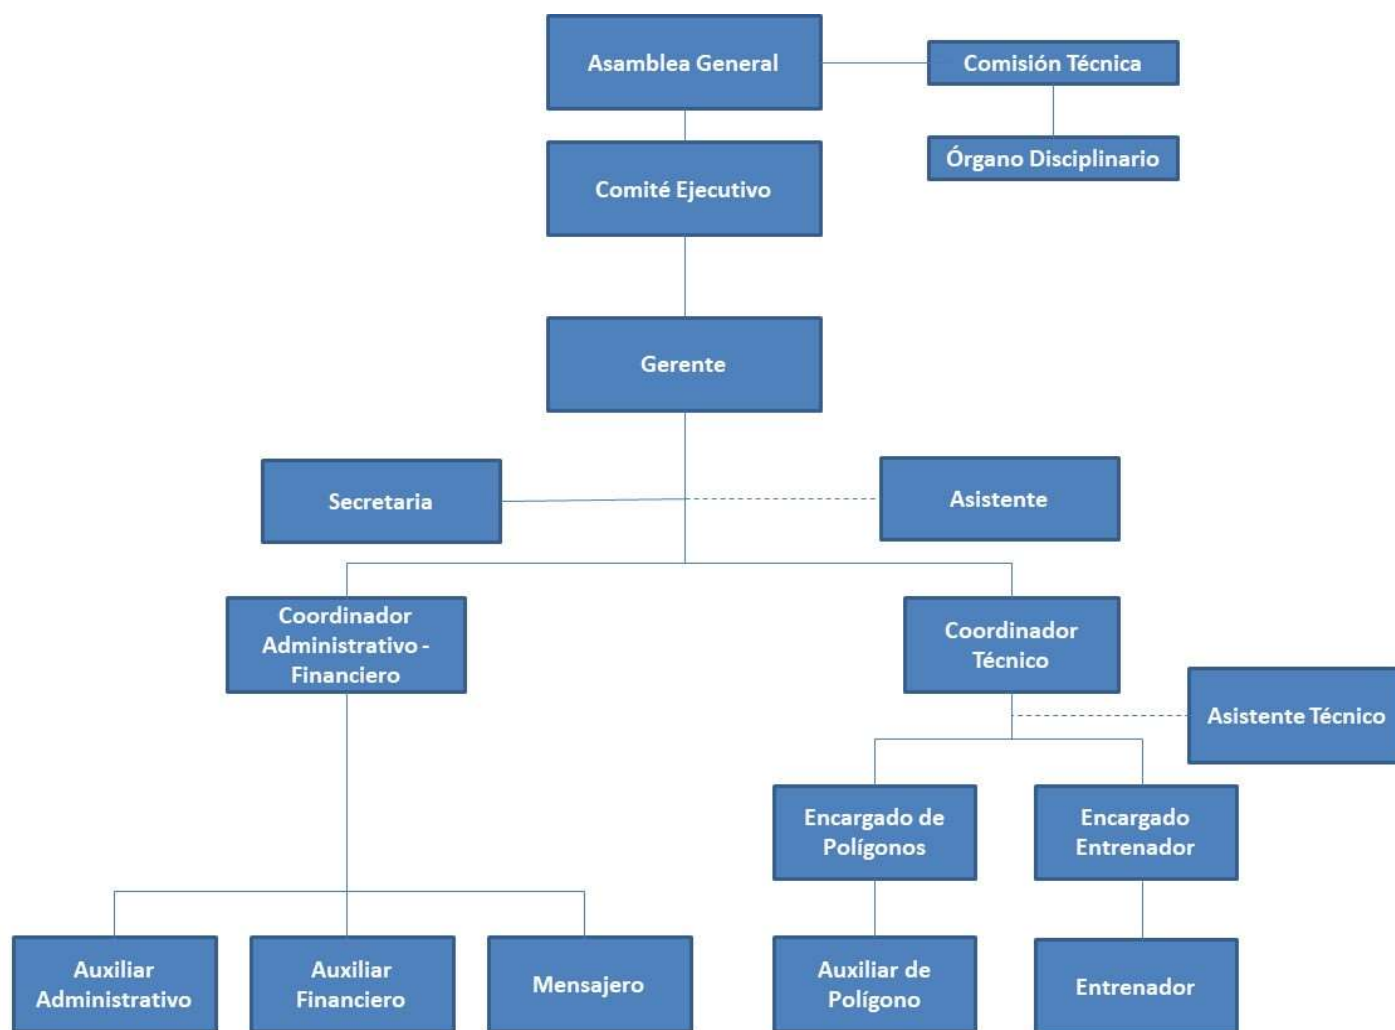 Asamblea General
Comisión Técnica
Órgano Disciplinario
Comité Ejecutivo
Gerente
Secretaria
Asistente
Coordinador
Administrativo -
Financiero
Coordinador
Técnico
Asistente Técnico
Encargado de
Polígonos
Encargado
Entrenador
Auxiliar
Administrativo
Auxiliar
Financiero
Mensajero
Auxiliar de
Polígono
Entrenador